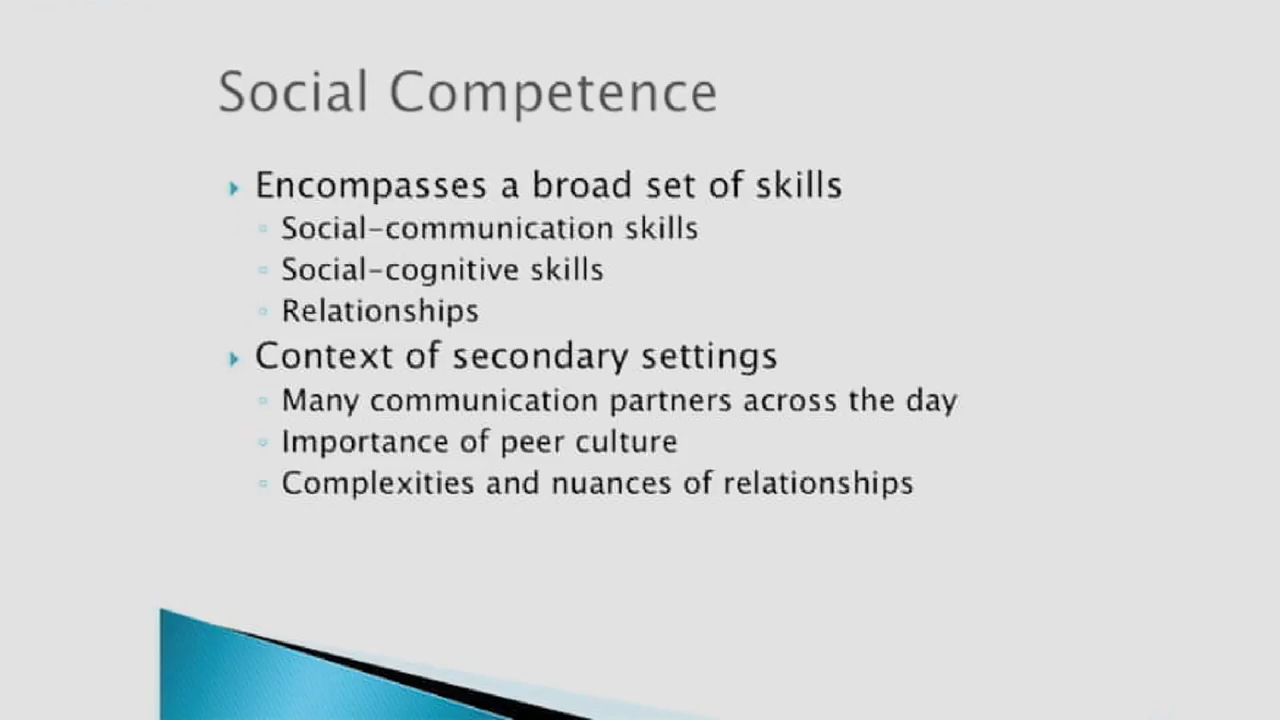 Social Competence
Encompasses a broad set of skills
Social-communication skills
Social-cognitive skills
Relationships
Context of secondary settings
Many communication partners across the day
Importance of peer culture
Complexities and nuances of relationships